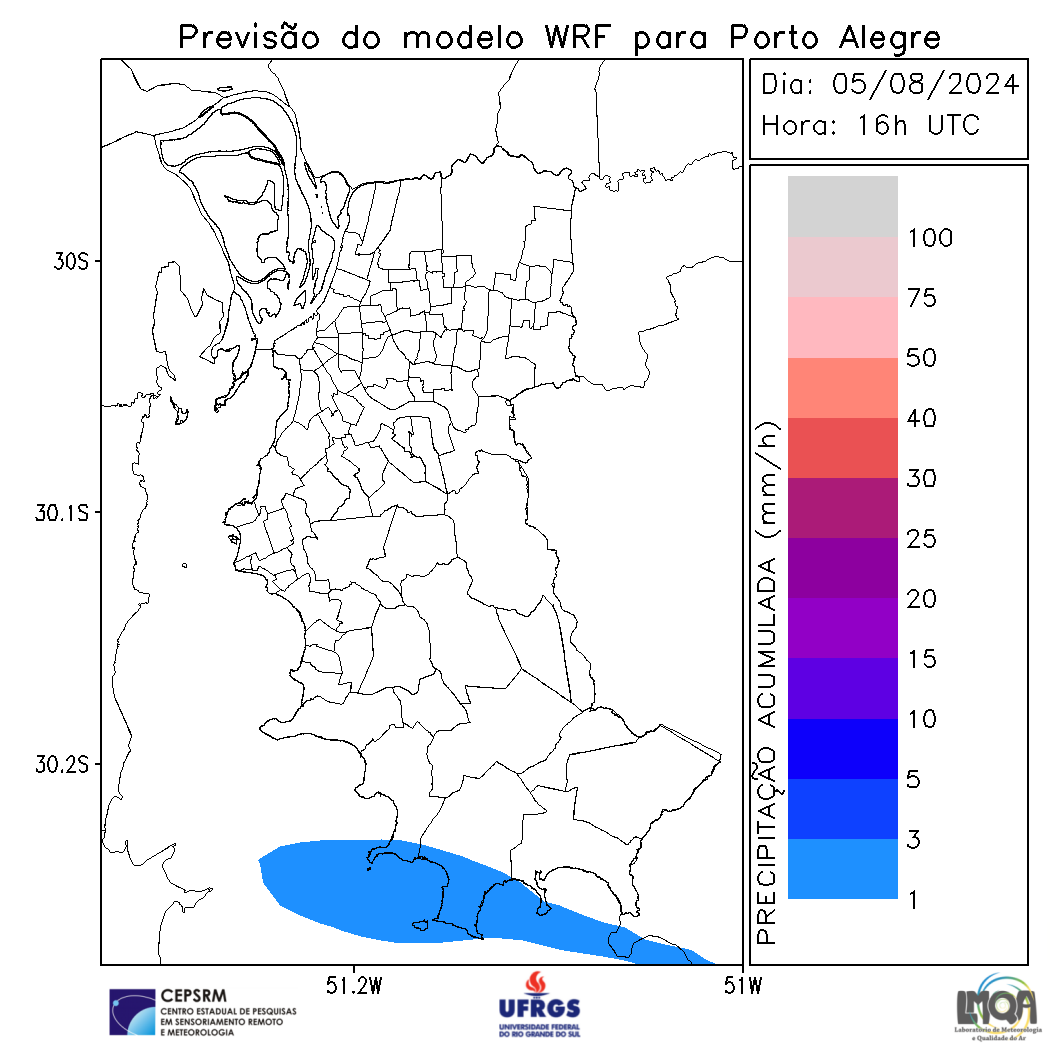 Previsão do modelo WRF para Porto Alegre
Dia: 05/08/2024
Hora: 16h UTC
30S
30.1S
30.2S
51.2W
51W
PRECIPITAÇÃO ACUMULADA (mm/h)
100
75
50
40
30
25
20
15
10
5
3
1
CEPSRM
CENTRO ESTADUAL DE PESQUISAS
EM SENSORIAMENTO REMOTO
E METEOROLOGIA
UFRGS
UNIVERSIDADE FEDERAL
DO RIO GRANDE DO SUL
LMQA
Laboratório de Meteorologia
e Qualidade do Ar